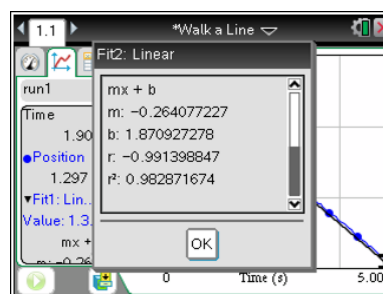 1.1
*Walk a Line
Fit2: Linear
run1
Time
1.90
Position
1.297
Fit1: Lin..
Value: 1.3.
mx +
mx + b
m: -0.264077227
b: 1.870927278
r: -0.991398847
r²: 0.982871674
OK
0
Time (s)
5.00